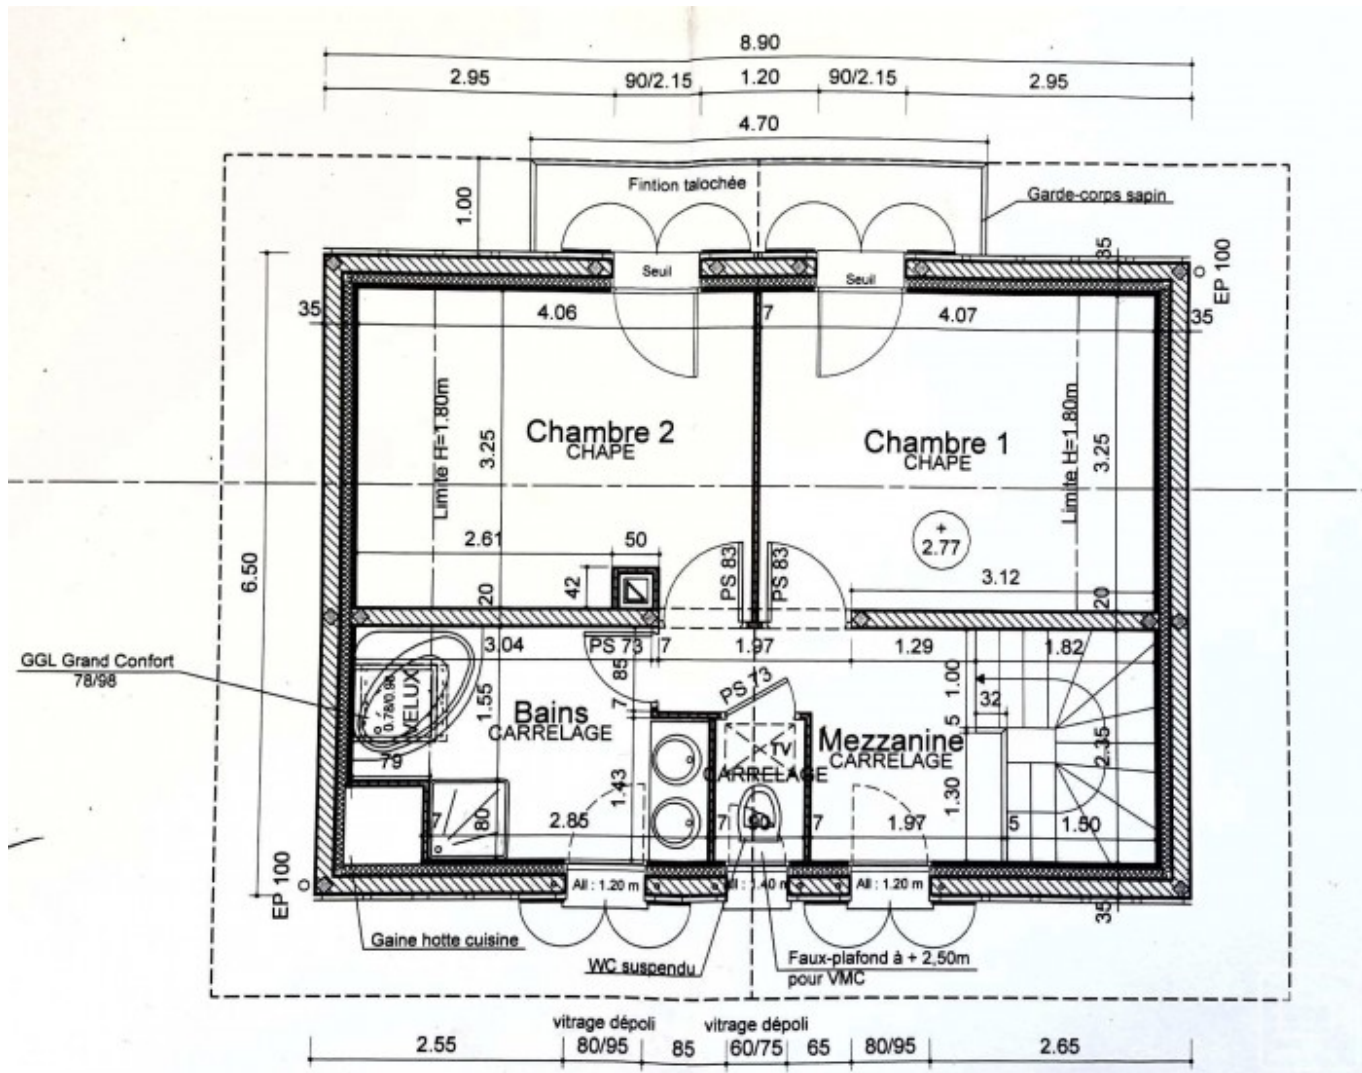 8.90
2.95
90/2.15
1.20
90/2.15
2.95
4.70
Fintion talochée
Garde-corps sapin
1.00
35
EP 100
Seuil
Seuil
35
4.06
7
4.07
35
Limite H=1.80m
3.25
Chambre 2
CHAPE
Chambre 1
CHAPE
Limite H=1.80m
3.25
6.50
2.61
50
42
20
PS 83
PS 83
+
2.77
3.12
20
GGL Grand Confort
78/98
3.04
PS 73
7
1.97
1.29
1.82
85
7
PS 73
1.00
32
5
0.78/0.98
VELUX
1.55
Bains
CARRELAGE
79
TV
CARRELAGE
Mezzanine
CARRELAGE
2.35
1.43
1.30
7
80
2.85
7
90
7
1.97
5
1.50
EP 100
All : 1.20 m
All : 1.20 m
35
Gaine hotte cuisine
WC suspendu
Faux-plafond à + 2,50m
pour VMC
vitrage dépoli
vitrage dépoli
2.55
80/95
85
60/75
65
80/95
2.65